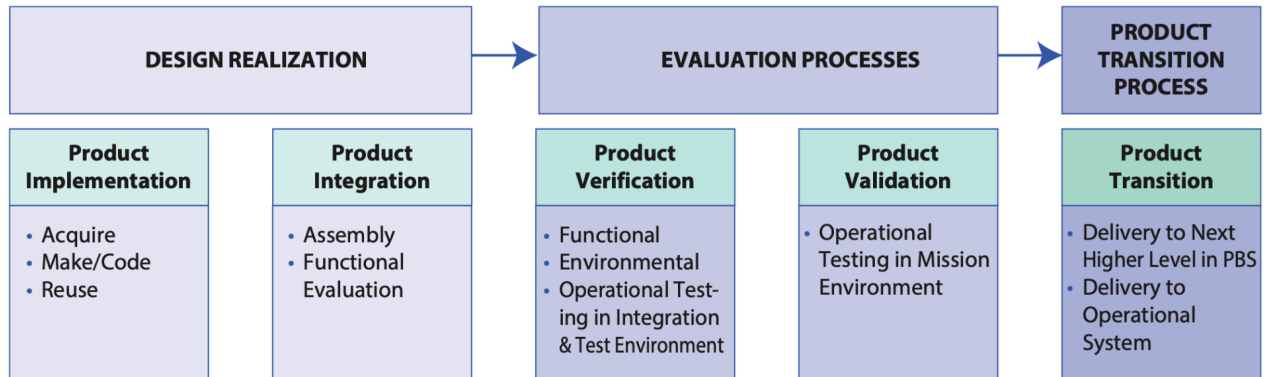 DESIGN REALIZATION
EVALUATION PROCESSES
PRODUCT
TRANSITION
PROCESS
Product
Implementation
• Acquire
• Make/Code
• Reuse
Product
Integration
• Assembly
• Functional
Evaluation
Product
Verification
• Functional
• Environmental
• Operational Test-
ing in Integration
& Test Environment
Product
Validation
• Operational
Testing in Mission
Environment
Product
Transition
• Delivery to Next
Higher Level in PBS
• Delivery to
Operational
System